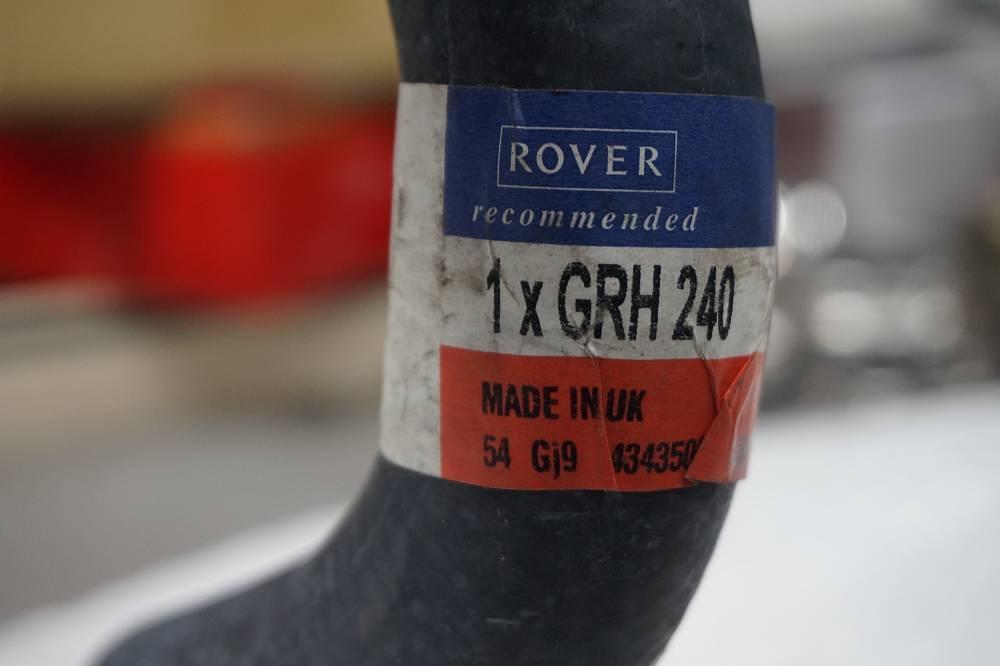 ROVER
recommended
1 x GRH 240
MADE IN UK
54 Gj9